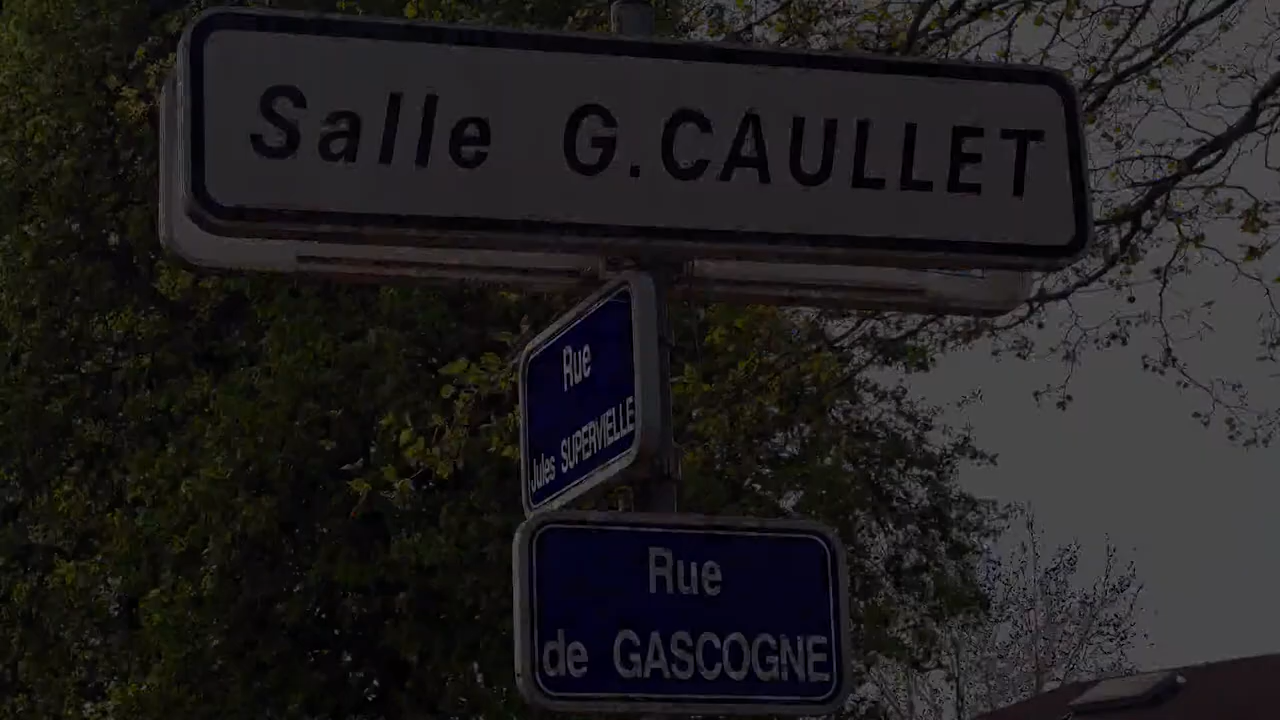 Salle G.CAULLET
Rue
Jules SUPERVIELLE
Rue
de GASCOGNE